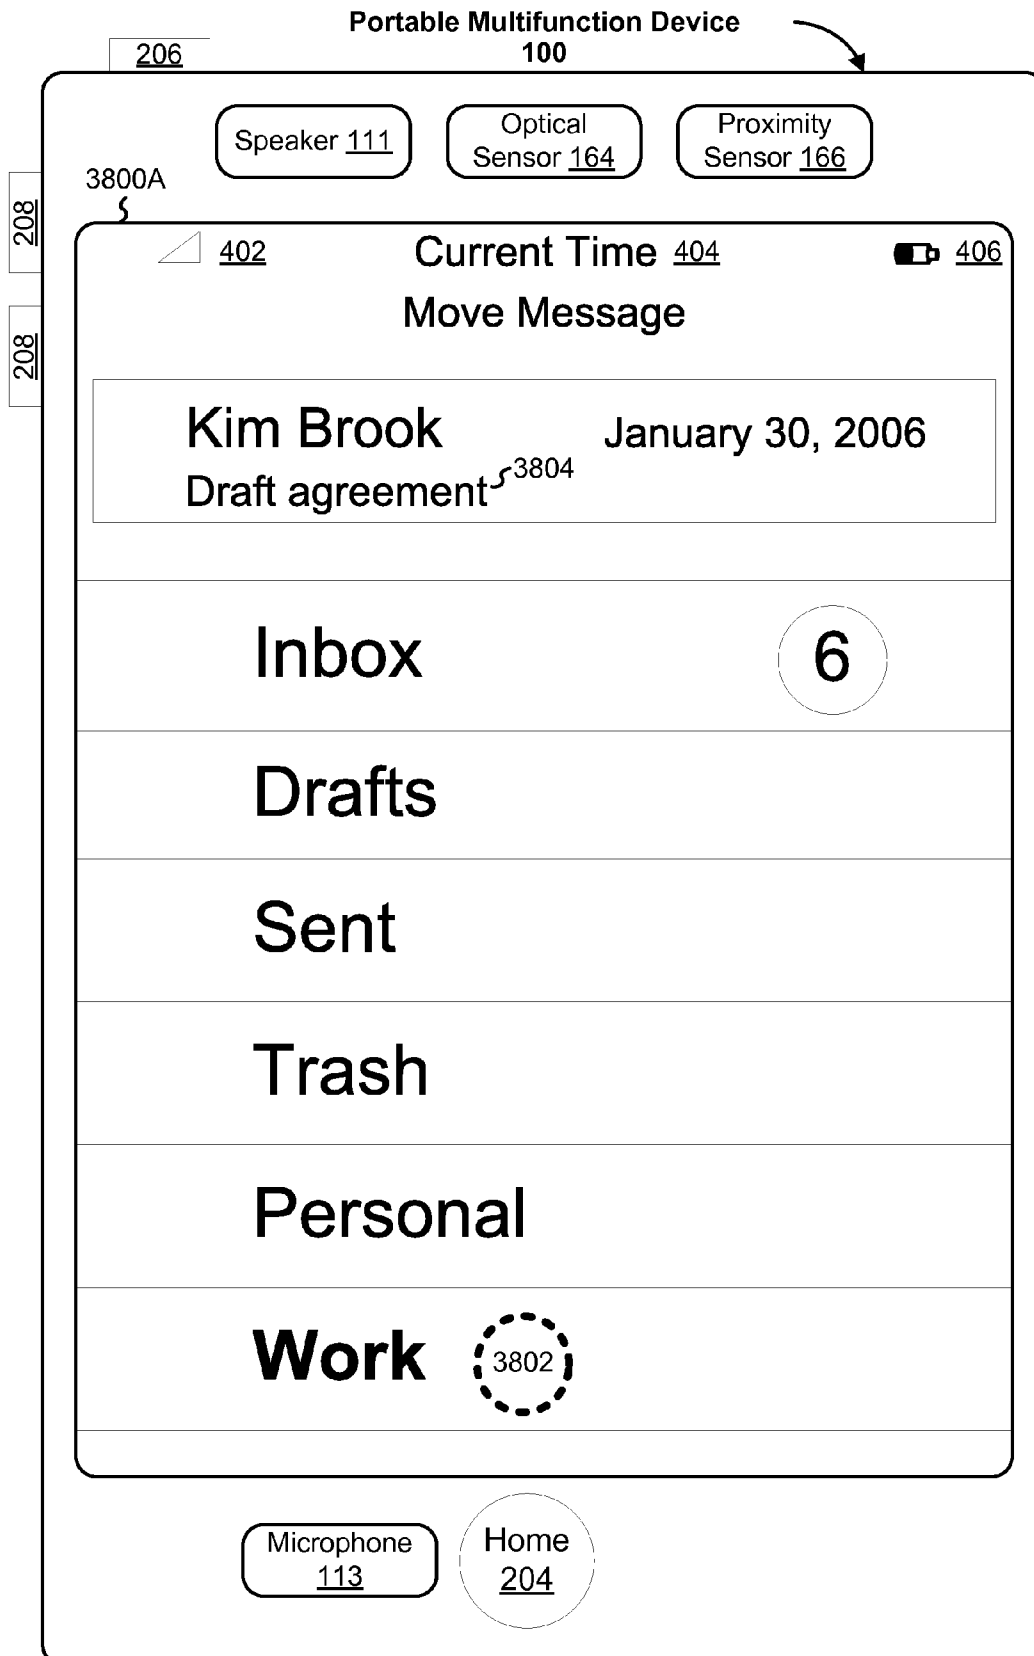 Portable Multifunction Device
100
206
Speaker 111
Optical
Sensor 164
Proximity
Sensor 166
3800A
208
208
402
Current Time 404
406
Move Message
Kim Brook
January 30, 2006
Draft agreement
3804
Inbox
6
Drafts
Sent
Trash
Personal
Work
3802
Microphone
113
Home
204